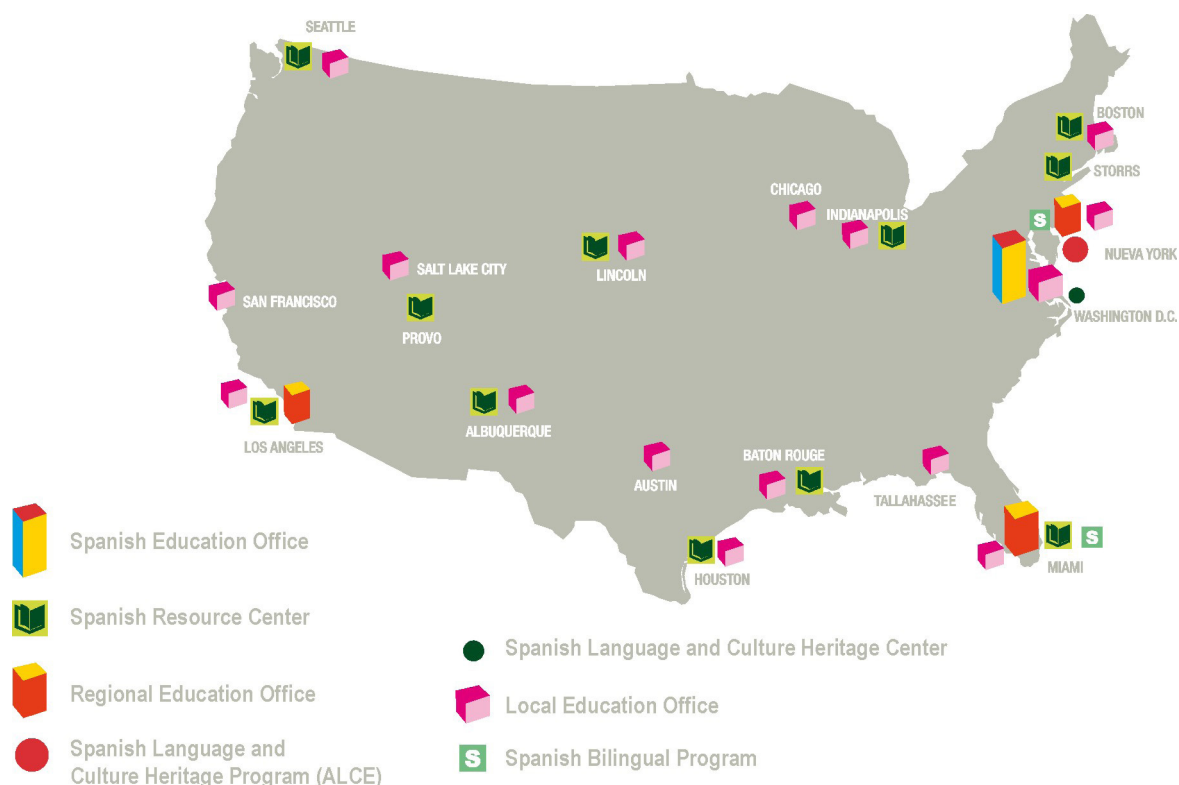 SEATTLE
BOSTON
STORRS
CHICAGO
INDIANAPOLIS
S
NUEVA YORK
LINCOLN
SALT LAKE CITY
SAN FRANCISCO
WASHINGTON D.C.
PROVO
ALBUQUERQUE
LOS ANGELES
BATON ROUGE
AUSTIN
TALLAHASSEE
S
MIAMI
HOUSTON
Spanish Education Office
Spanish Resource Center
Regional Education Office
Spanish Language and
Culture Heritage Program (ALCE)
Spanish Language and Culture Heritage Center
Local Education Office
S Spanish Bilingual Program